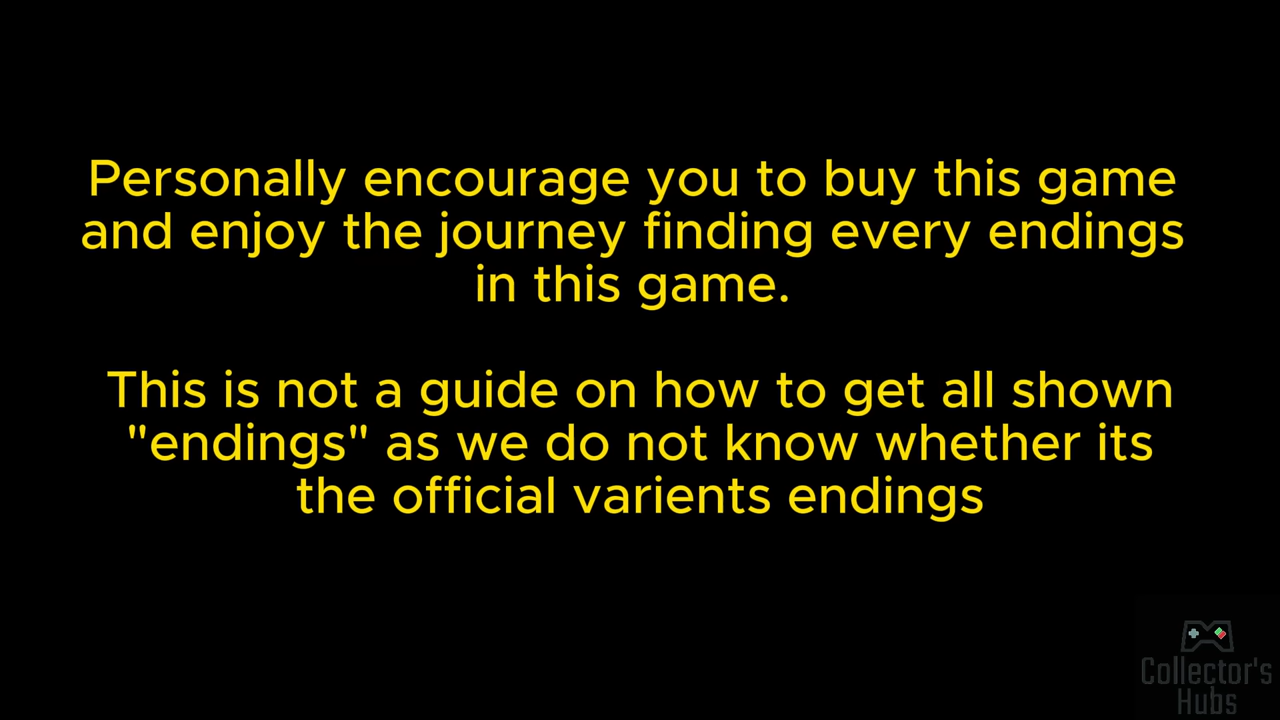 Personally encourage you to buy this game
and enjoy the journey finding every endings
in this game.
This is not a guide on how to get all shown
"endings" as we do not know whether its
the official varients endings
Collector's
Hubs